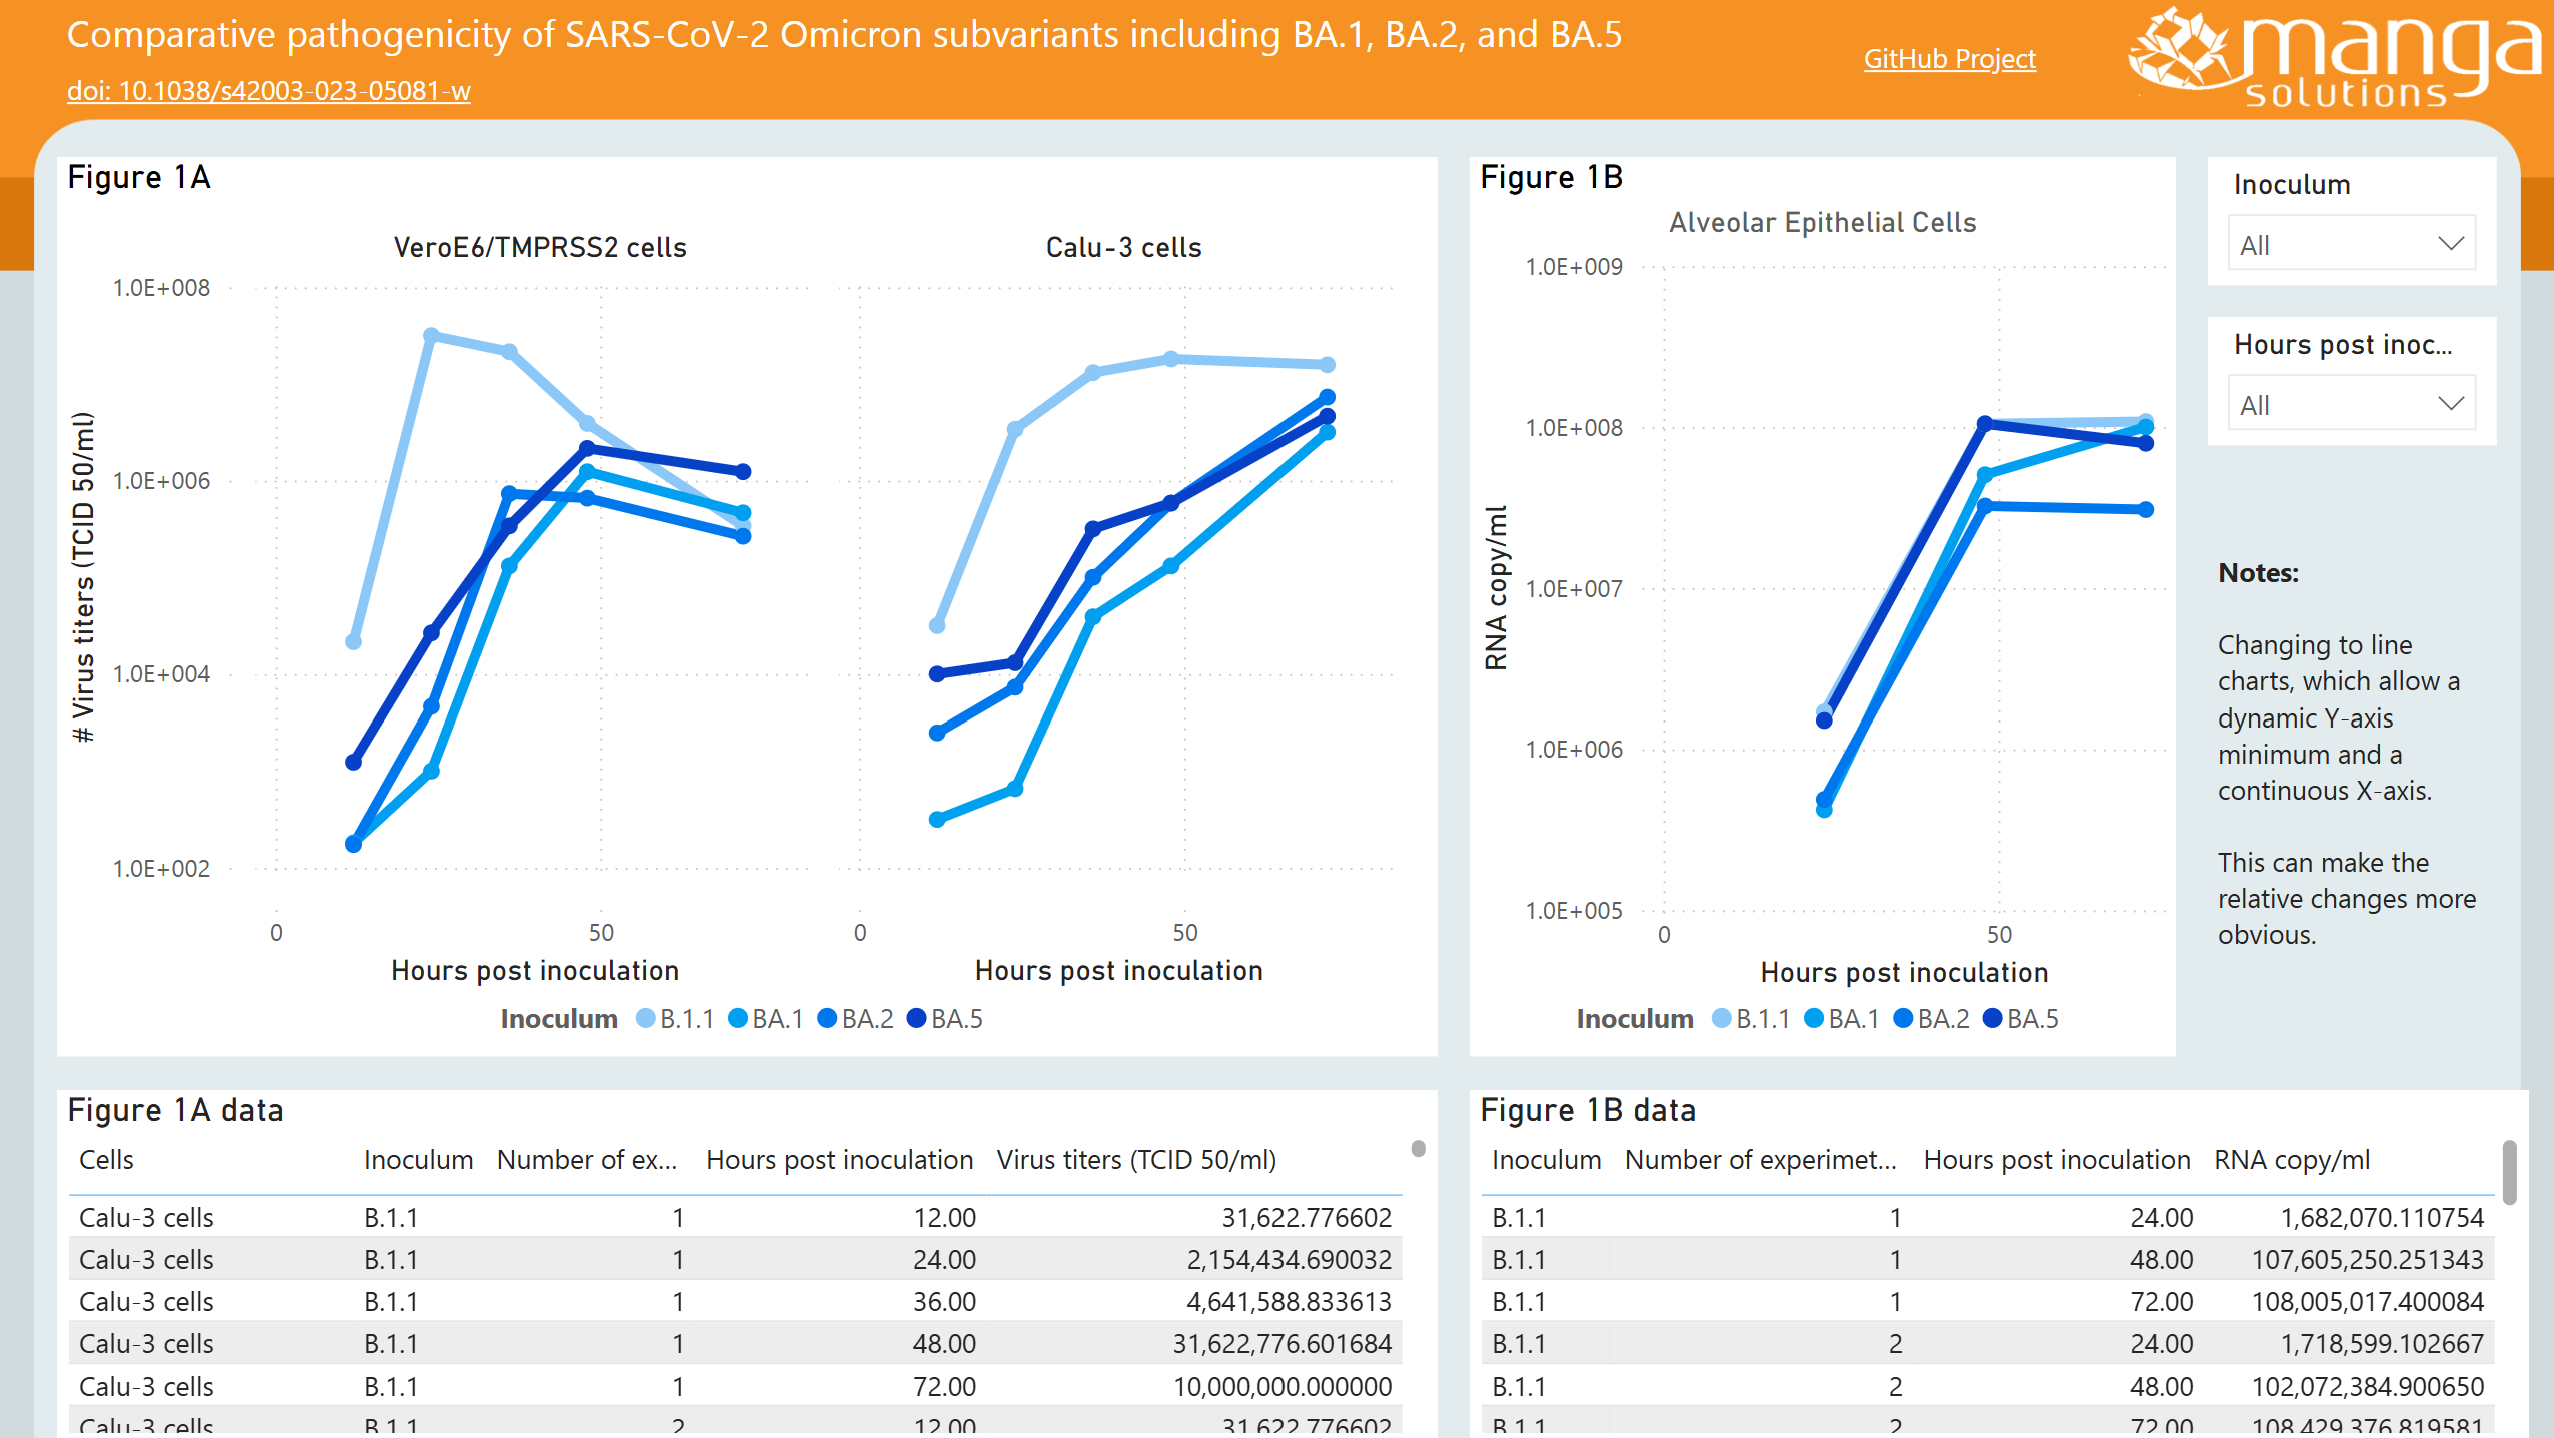 Comparative pathogenicity of SARS-CoV-2 Omicron subvariants including BA.1, BA.2, and BA.5
doi: 10.1038/s42003-023-05081-w
GitHub Project
manga
solutions
Figure 1A
VeroE6/TMPRSS2 cells
Calu-3 cells
1.0E+008
1.0E+006
1.0E+004
1.0E+002
# Virus titers (TCID 50/ml)
0 50 0 50
Hours post inoculation Hours post inoculation
Inoculum B.1.1 BA.1 BA.2 BA.5
Figure 1B
Alveolar Epithelial Cells
1.0E+009
1.0E+008
1.0E+007
1.0E+006
1.0E+005
RNA copy/ml
0 50
Hours post inoculation
Inoculum B.1.1 BA.1 BA.2 BA.5
Inoculum
All
Hours post inoc...
All
Notes:
Changing to line
charts, which allow a
dynamic Y-axis
minimum and a
continuous X-axis.
This can make the
relative changes more
obvious.
Figure 1A data
Cells Inoculum Number of ex... Hours post inoculation Virus titers (TCID 50/ml)
Calu-3 cells B.1.1 1 12.00 31,622.776602
Calu-3 cells B.1.1 1 24.00 2,154,434.690032
Calu-3 cells B.1.1 1 36.00 4,641,588.833613
Calu-3 cells B.1.1 1 48.00 31,622,776.601684
Calu-3 cells B.1.1 1 72.00 10,000,000.000000
Calu-3 cells B.1.1 2 12.00 31,622.776602
Figure 1B data
Inoculum Number of experimet... Hours post inoculation RNA copy/ml
B.1.1 1 24.00 1,682,070.110754
B.1.1 1 48.00 107,605,250.251343
B.1.1 1 72.00 108,005,017.400084
B.1.1 2 24.00 1,718,599.102667
B.1.1 2 48.00 102,072,384.900650
B.1.1 2 72.00 108,429,376.819581